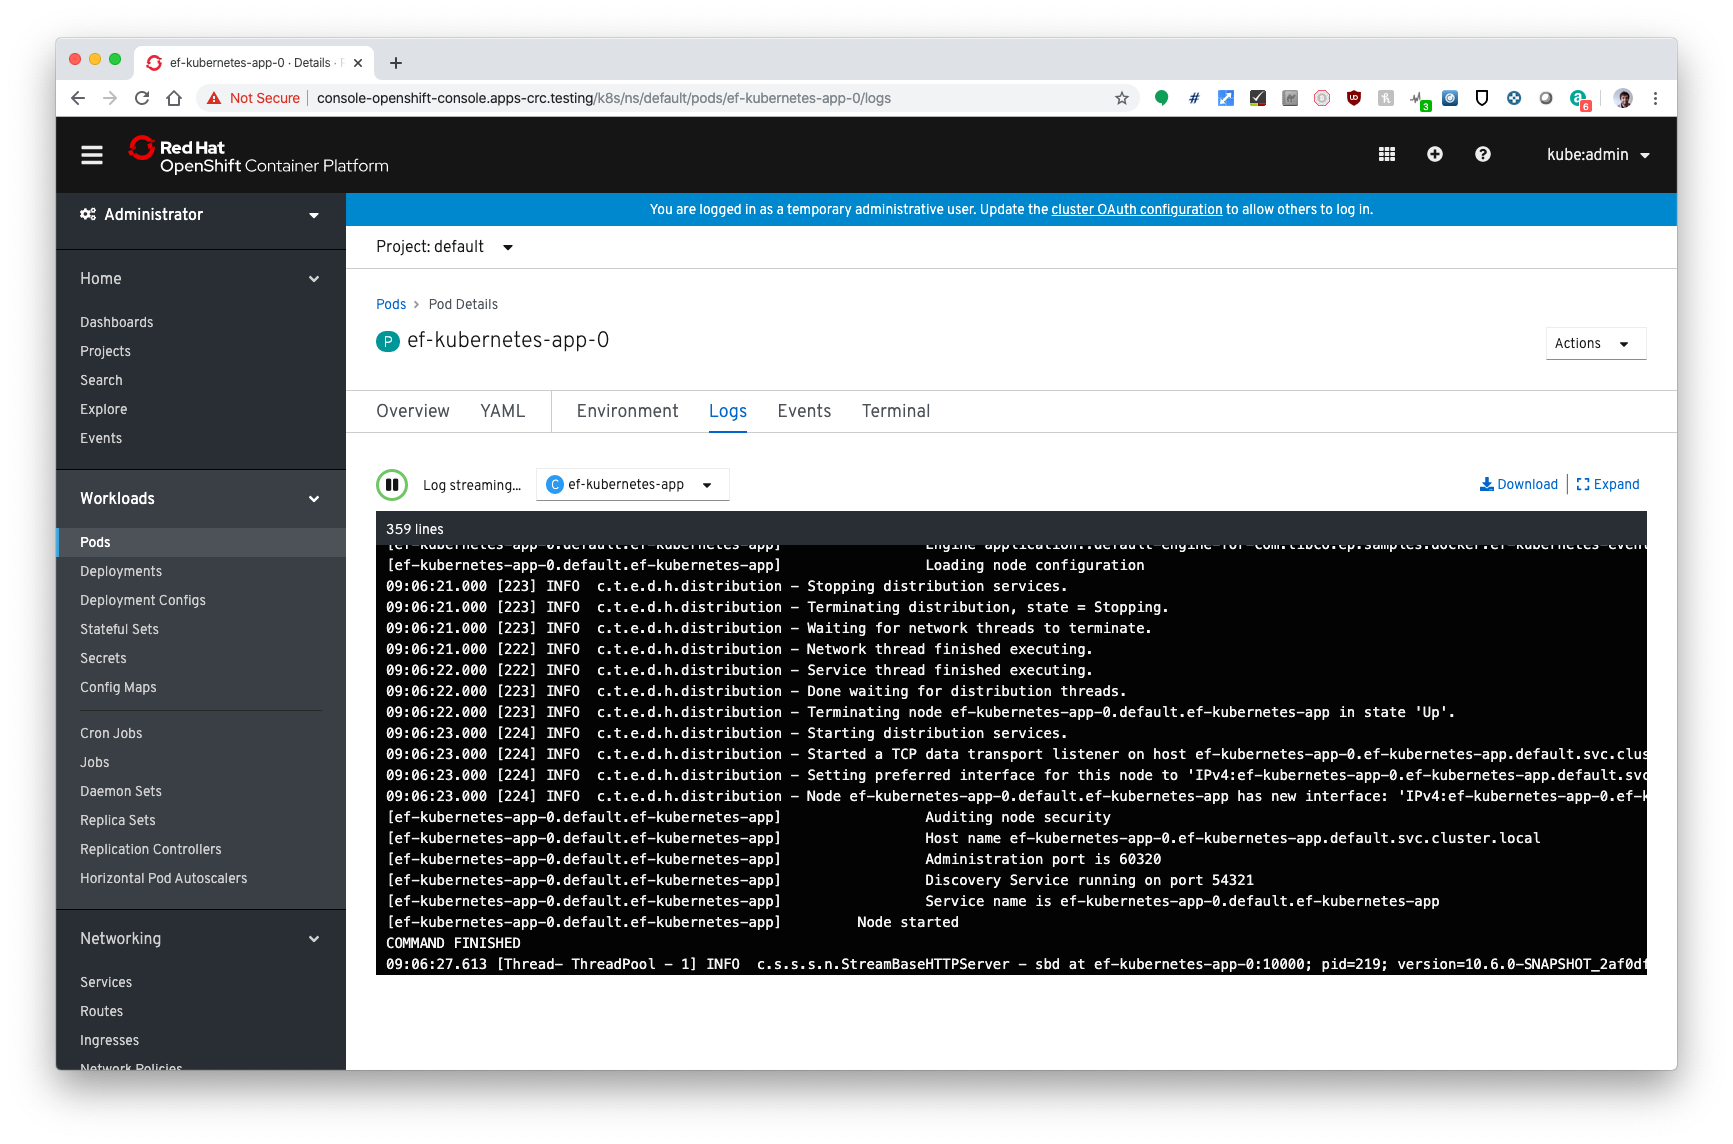 ef-kubernetes-app-0 · Details ·
Not Secure | console-openshift-console.apps-crc.testing/k8s/ns/default/pods/ef-kubernetes-app-0/logs
3
6
Red Hat
OpenShift Container Platform
kube:admin
Administrator
You are logged in as a temporary administrative user. Update the cluster OAuth configuration to allow others to log in.
Project: default
Home
Dashboards
Projects
Search
Explore
Events
Workloads
Pods
Deployments
Deployment Configs
Stateful Sets
Secrets
Config Maps
Cron Jobs
Jobs
Daemon Sets
Replica Sets
Replication Controllers
Horizontal Pod Autoscalers
Networking
Services
Routes
Ingresses
Network Policies
Pods > Pod Details
P ef-kubernetes-app-0
Actions
Overview YAML Environment Logs Events Terminal
Log streaming...
C ef-kubernetes-app
Download | Expand
359 lines
[ef-kubernetes-app-0.default.ef-kubernetes-app] Engine application::default-engine-for-com.tibco.ep.samples.docker.ef-kubernetes-event
[ef-kubernetes-app-0.default.ef-kubernetes-app] Loading node configuration
09:06:21.000 [223] INFO c.t.e.d.h.distribution - Stopping distribution services.
09:06:21.000 [223] INFO c.t.e.d.h.distribution - Terminating distribution, state = Stopping.
09:06:21.000 [223] INFO c.t.e.d.h.distribution - Waiting for network threads to terminate.
09:06:21.000 [222] INFO c.t.e.d.h.distribution - Network thread finished executing.
09:06:22.000 [222] INFO c.t.e.d.h.distribution - Service thread finished executing.
09:06:22.000 [223] INFO c.t.e.d.h.distribution - Done waiting for distribution threads.
09:06:22.000 [223] INFO c.t.e.d.h.distribution - Terminating node ef-kubernetes-app-0.default.ef-kubernetes-app in state 'Up'.
09:06:23.000 [224] INFO c.t.e.d.h.distribution - Starting distribution services.
09:06:23.000 [224] INFO c.t.e.d.h.distribution - Started a TCP data transport listener on host ef-kubernetes-app-0.ef-kubernetes-app.default.svc.clus
09:06:23.000 [224] INFO c.t.e.d.h.distribution - Setting preferred interface for this node to 'IPv4:ef-kubernetes-app-0.ef-kubernetes-app.default.svc
09:06:23.000 [224] INFO c.t.e.d.h.distribution - Node ef-kubernetes-app-0.default.ef-kubernetes-app has new interface: 'IPv4:ef-kubernetes-app-0.ef-k
[ef-kubernetes-app-0.default.ef-kubernetes-app] Auditing node security
[ef-kubernetes-app-0.default.ef-kubernetes-app] Host name ef-kubernetes-app-0.ef-kubernetes-app.default.svc.cluster.local
[ef-kubernetes-app-0.default.ef-kubernetes-app] Administration port is 60320
[ef-kubernetes-app-0.default.ef-kubernetes-app] Discovery Service running on port 54321
[ef-kubernetes-app-0.default.ef-kubernetes-app] Service name is ef-kubernetes-app-0.default.ef-kubernetes-app
[ef-kubernetes-app-0.default.ef-kubernetes-app] Node started
COMMAND FINISHED
09:06:27.613 [Thread- ThreadPool - 1] INFO c.s.s.s.n.StreamBaseHTTPServer - sbd at ef-kubernetes-app-0:10000; pid=219; version=10.6.0-SNAPSHOT_2af0df